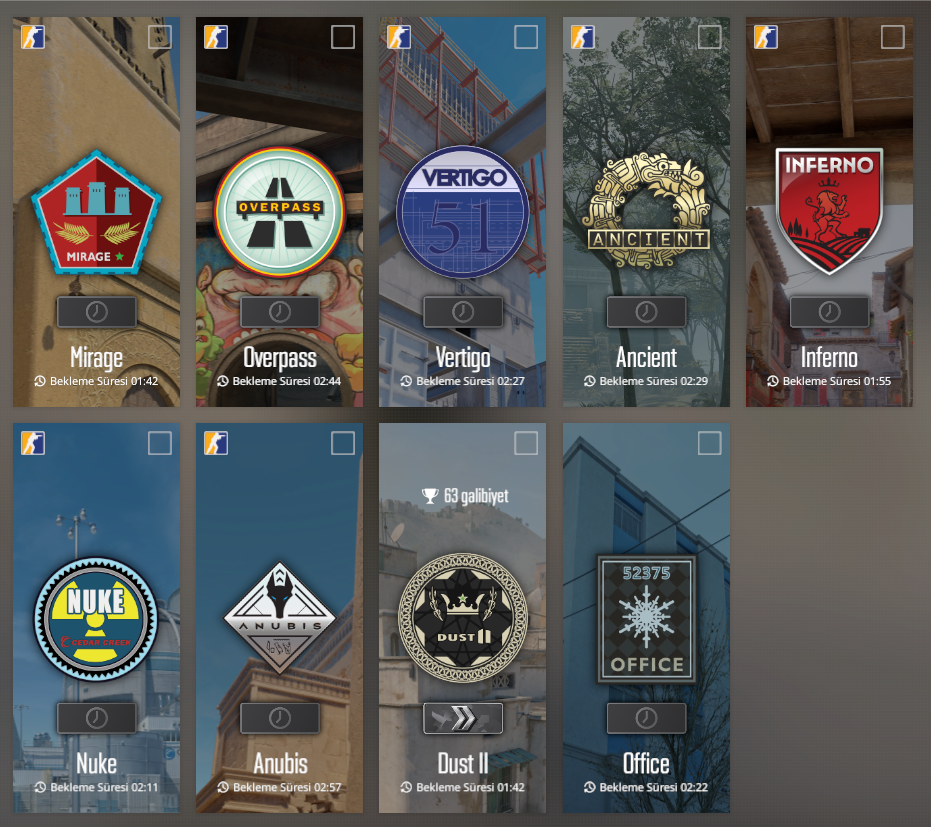 MIRAGE
Mirage
Bekleme Süresi 01:42
OVERPASS
Overpass
Bekleme Süresi 02:44
VERTIGO
51
Vertigo
Bekleme Süresi 02:27
ANCIENT
Ancient
Bekleme Süresi 02:29
INFERNO
Inferno
Bekleme Süresi 01:55
NUKE
CEDAR CREEK
Nuke
Bekleme Süresi 02:11
ANUBIS
Anubis
Bekleme Süresi 02:57
63 galibiyet
DUST II
Dust II
Bekleme Süresi 01:42
52375
OFFICE
Office
Bekleme Süresi 02:22